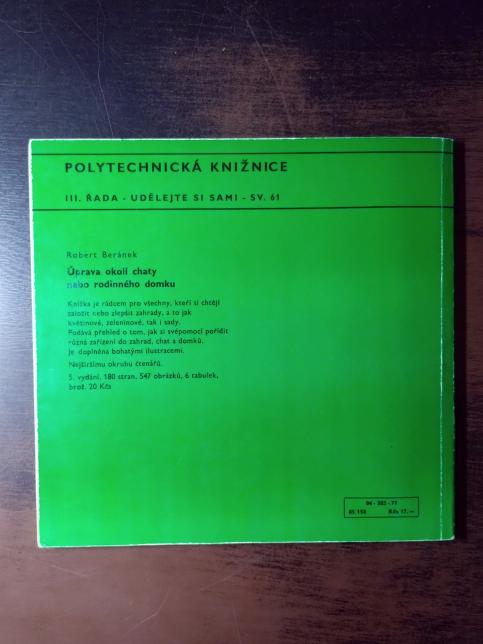 POLYTECHNICKÁ KNIŽNICE
III. ŘADA - UDĚLEJTE SI SAMI - SV. 61
Robert Beránek
Úprava okolí chaty
nebo rodinného domku
Knížka je rádcem pro všechny, kteří si chtějí
založit nebo zlepšit zahrady, a to jak
květinové, zeleninové, tak i sady.
Podává přehled o tom, jak si svépomocí pořídit
různá zařízení do zahrad, chat a domků.
Je doplněna bohatými ilustracemi.
Nejširšímu okruhu čtenářů.
5. vydání. 180 stran, 547 obrázků, 6 tabulek,
brož. 20 Kčs
04 - 302 - 77
05/58 Kčs 17,—